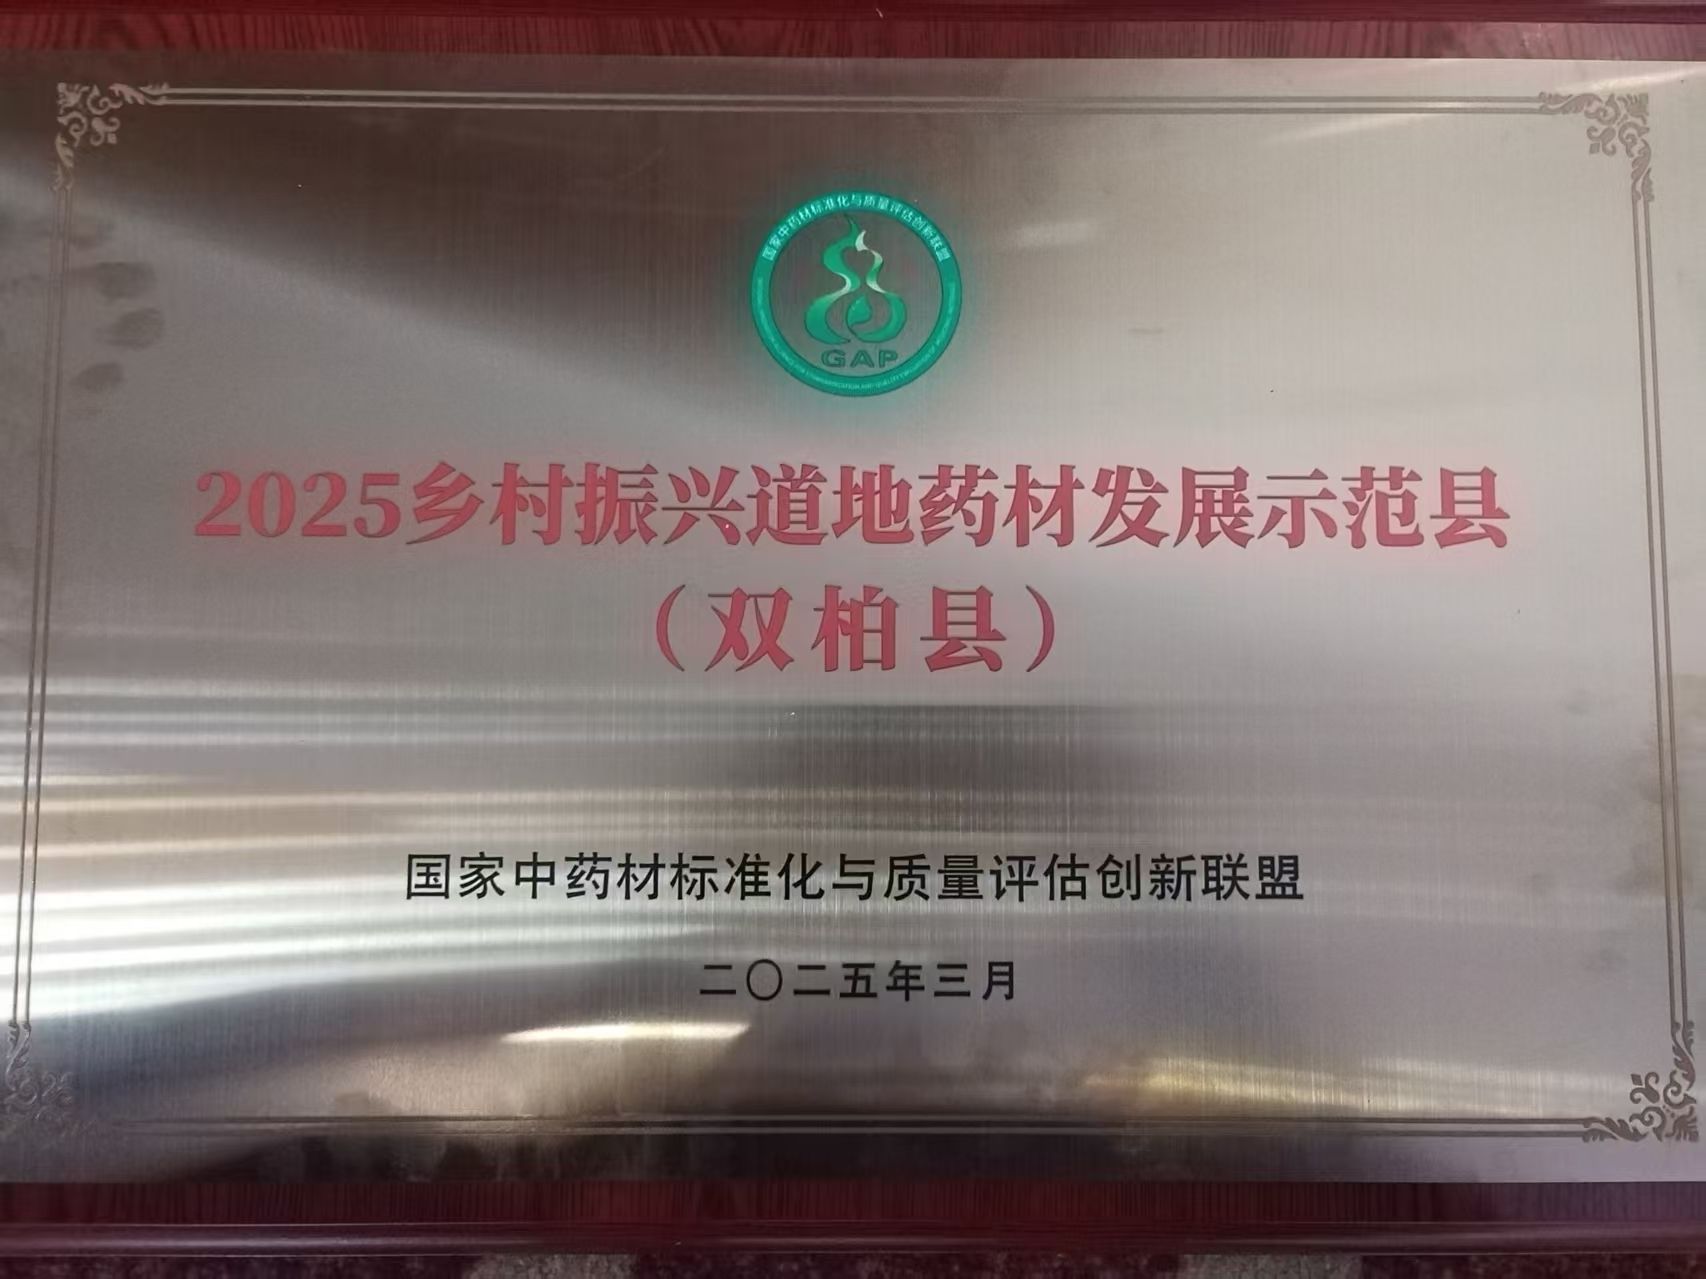 国家中药材标准化与质量评估创新联盟
GAP
2025乡村振兴道地药材发展示范县
（双柏县）
国家中药材标准化与质量评估创新联盟
二〇二五年三月